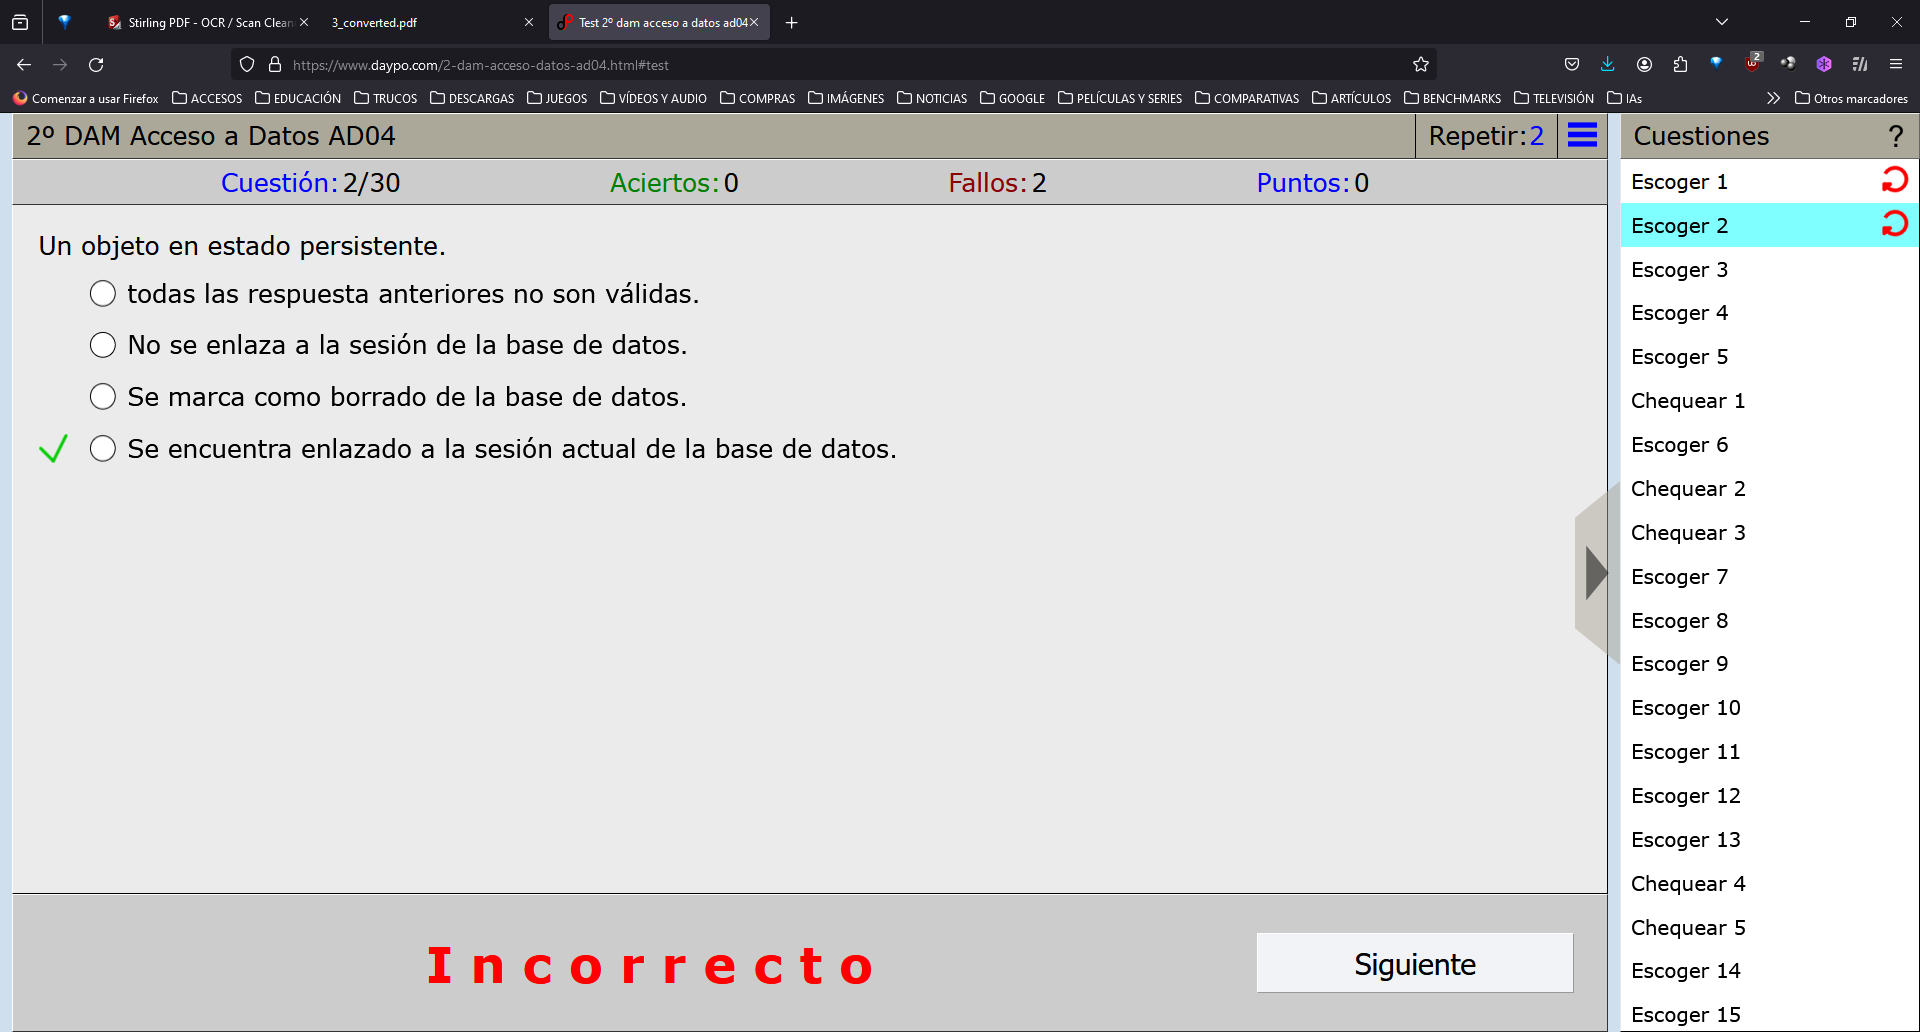 Stirling PDF - OCR / Scan Clean
3_converted.pdf
Test 2º dam acceso a datos ad04
https://www.daypo.com/2-dam-acceso-datos-ad04.html#test
2
Comenzar a usar Firefox
ACCESOS
EDUCACIÓN
TRUCOS
DESCARGAS
JUEGOS
VÍDEOS Y AUDIO
COMPRAS
IMÁGENES
NOTICIAS
GOOGLE
PELÍCULAS Y SERIES
COMPARATIVAS
ARTÍCULOS
BENCHMARKS
TELEVISIÓN
IAs
Otros marcadores
2º DAM Acceso a Datos AD04
Repetir:2
Cuestión:2/30
Aciertos:0
Fallos:2
Puntos:0
Un objeto en estado persistente.
todas las respuesta anteriores no son válidas.
No se enlaza a la sesión de la base de datos.
Se marca como borrado de la base de datos.
Se encuentra enlazado a la sesión actual de la base de datos.
Incorrecto
Siguiente
Cuestiones ?
Escoger 1
Escoger 2
Escoger 3
Escoger 4
Escoger 5
Chequear 1
Escoger 6
Chequear 2
Chequear 3
Escoger 7
Escoger 8
Escoger 9
Escoger 10
Escoger 11
Escoger 12
Escoger 13
Chequear 4
Chequear 5
Escoger 14
Escoger 15